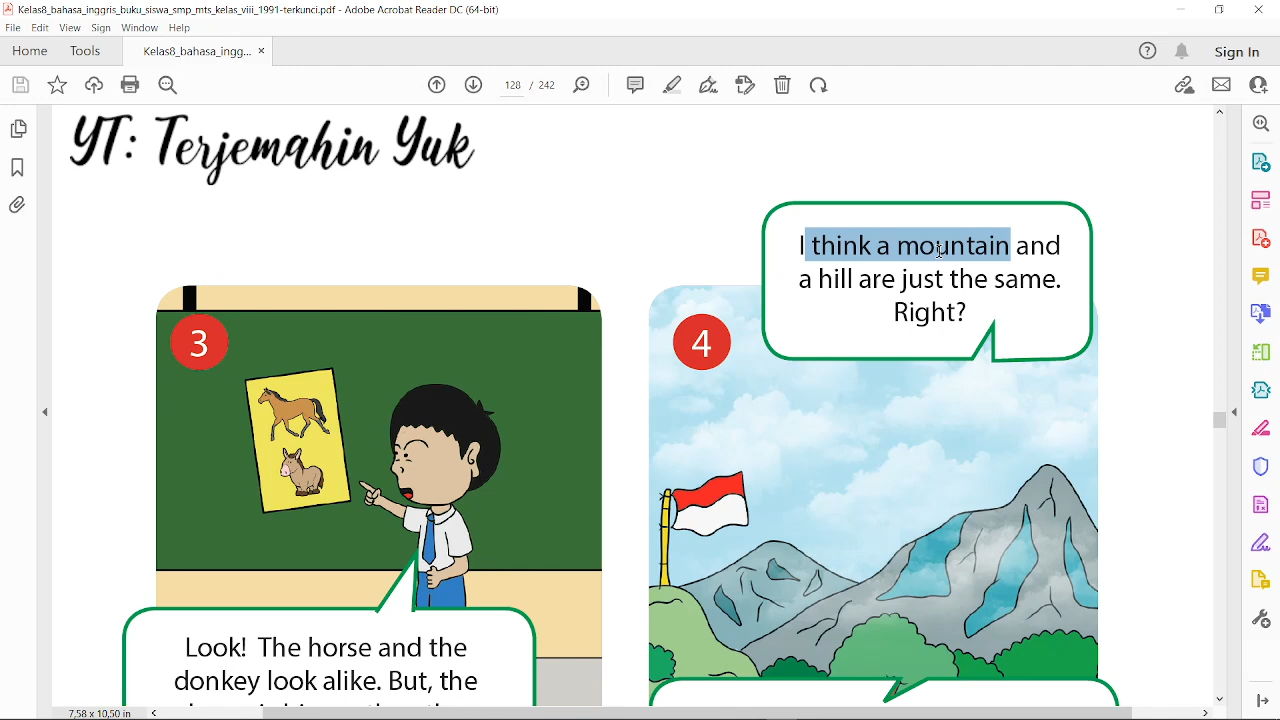 Kelas8_bahasa_inggris_buku_siswa_smp_mts_kelas_viii_1991-terkunci.pdf - Adobe Acrobat Reader DC (64-bit)
File Edit View Sign Window Help
Home Tools Kelas8_bahasa_ingg... × Sign In
128 / 242
YT: Terjemahin Yuk
I think a mountain and
a hill are just the same.
Right?
3
4
Look! The horse and the
donkey look alike. But, the
7,58 x 10,50 in